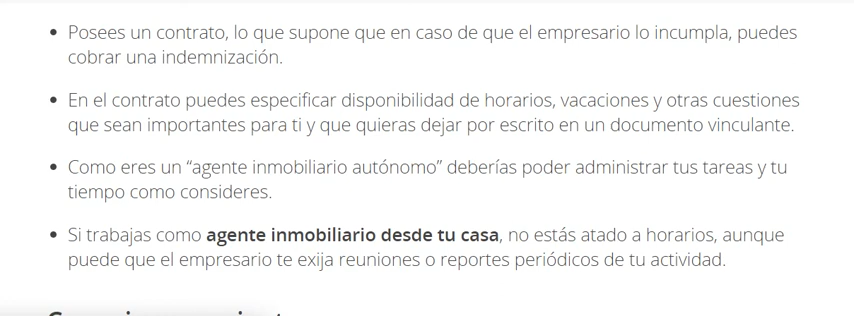 • Posees un contrato, lo que supone que en caso de que el empresario lo incumpla, puedes
cobrar una indemnización.
• En el contrato puedes especificar disponibilidad de horarios, vacaciones y otras cuestiones
que sean importantes para ti y que quieras dejar por escrito en un documento vinculante.
• Como eres un “agente inmobiliario autónomo” deberías poder administrar tus tareas y tu
tiempo como consideres.
• Si trabajas como agente inmobiliario desde tu casa, no estás atado a horarios, aunque
puede que el empresario te exija reuniones o reportes periódicos de tu actividad.